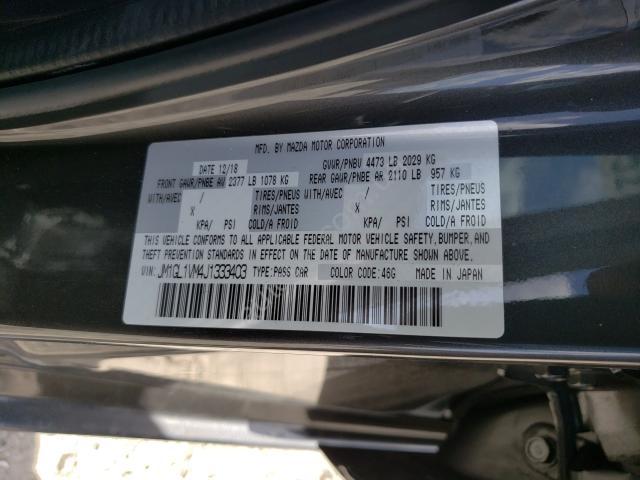 MFD. BY MAZDA MOTOR CORPORATION
DATE 12/18 GVWR/PNBV 4473 LB 2029 KG
FRONT GAWR/PNBE AV 2377 LB 1078 KG REAR GAWR/PNBE AR 2110 LB 957 KG
WITH/AVEC / TIRES/PNEUS WITH/AVEC / TIRES/PNEUS
X RIMS/JANTES X RIMS/JANTES
KPA/ PSI COLD/A FROID KPA/ PSI COLD/A FROID
THIS VEHICLE CONFORMS TO ALL APPLICABLE FEDERAL MOTOR VEHICLE SAFETY, BUMPER, AND
THEFT PREVENTION STANDARDS IN EFFECT ON THE DATE OF MANUFACTURE SHOWN ABOVE.
VIN: JM1GL1VM4J1333403 TYPE: PASS CAR COLOR CODE: 46G MADE IN JAPAN